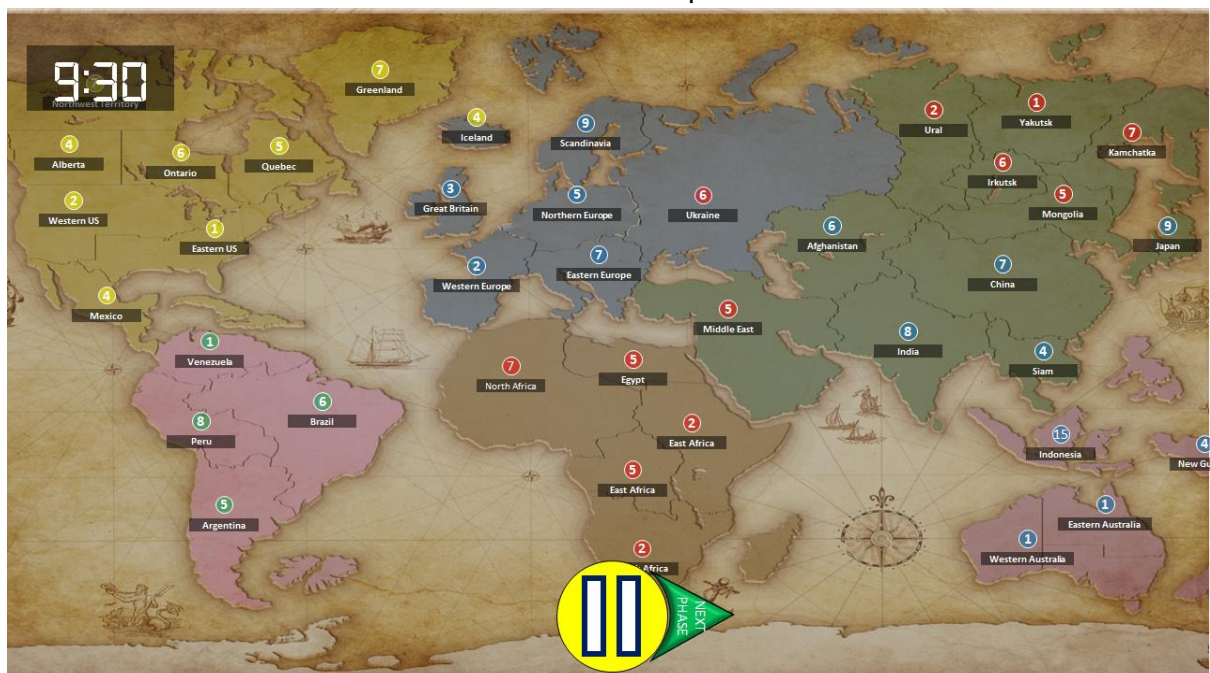 9:30
Northwest Territory
7
Greenland
4
Iceland
9
Scandinavia
2
Ural
1
Yakutsk
7
Kamchatka
4
Alberta
6
Ontario
5
Quebec
6
Irkutsk
5
Mongolia
3
Great Britain
5
Northern Europe
6
Ukraine
2
Western US
1
Eastern US
6
Afghanistan
9
Japan
2
Western Europe
7
Eastern Europe
7
China
4
Mexico
5
Middle East
8
India
4
Siam
1
Venezuela
7
North Africa
5
Egypt
6
Brazil
8
Peru
2
East Africa
15
Indonesia
4
New Gu
5
East Africa
5
Argentina
1
Eastern Australia
1
Western Australia
2
Africa
NEXT
PHASE